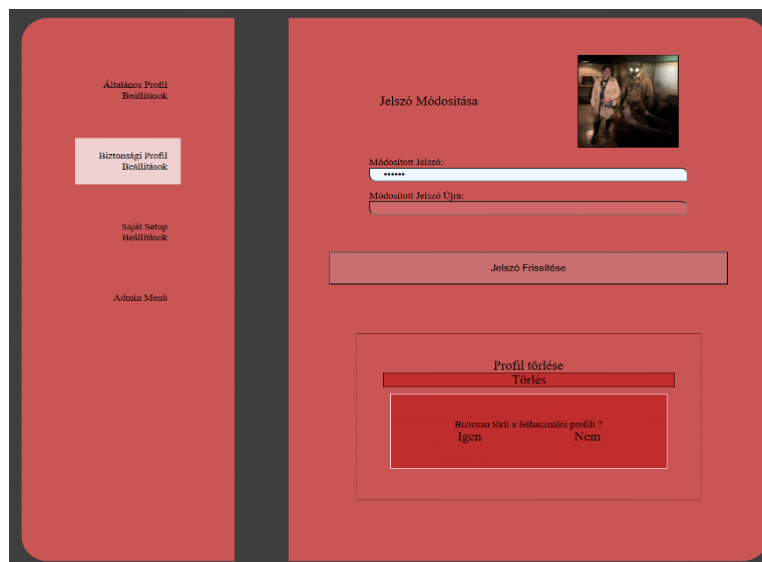 Általános Profil
Beállítások
Biztonsági Profil
Beállítások
Saját Setup
Beállítások
Admin Menü
Jelszó Módosítása
Módosított Jelszó:
••••••
Módosított Jelszó Újra:
Jelszó Frissítése
Profil törlése
Törlés
Biztosan törli a felhasználói profilt ?
Igen Nem